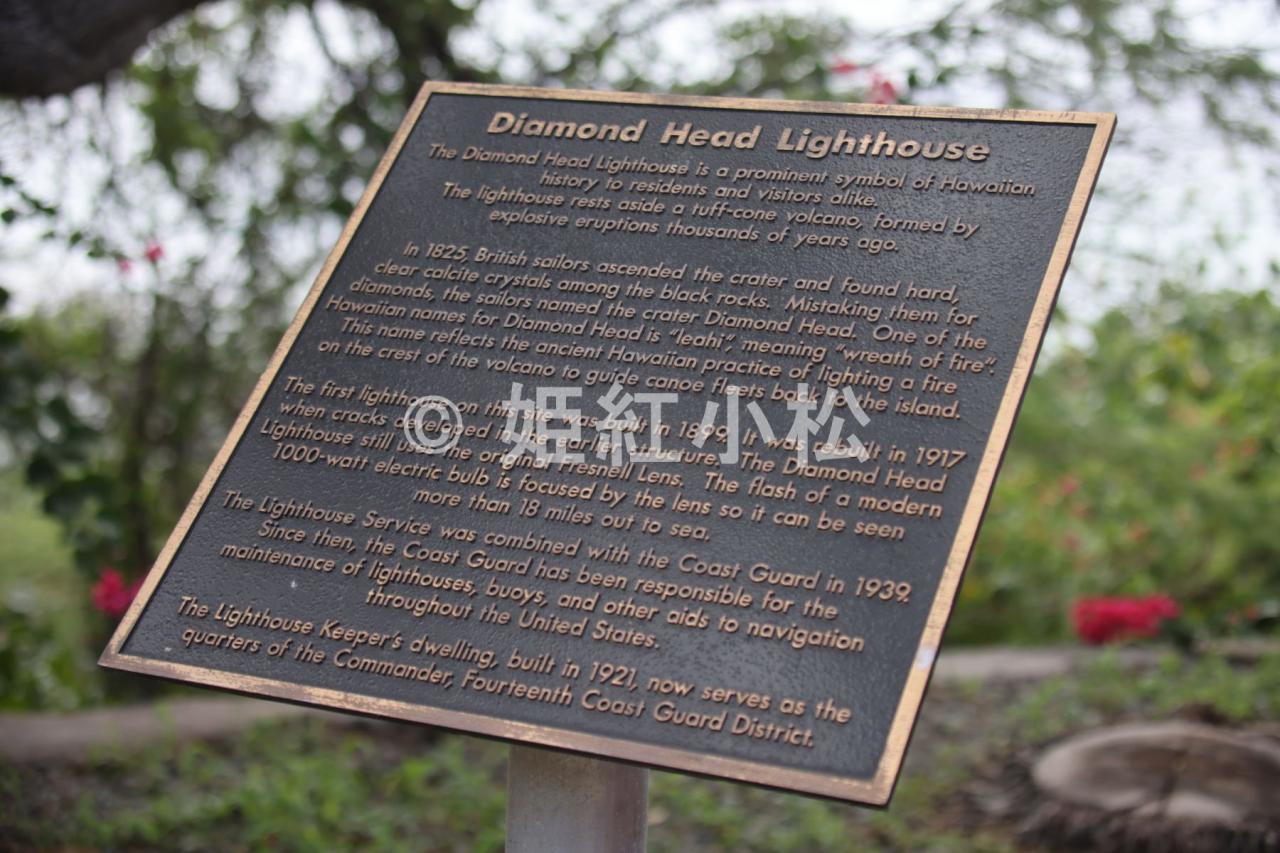 Diamond Head Lighthouse
The Diamond Head Lighthouse is a prominent symbol of Hawaiian
history to residents and visitors alike.
The lighthouse rests aside a tuff-cone volcano, formed by
explosive eruptions thousands of years ago.
In 1825, British sailors ascended the crater and found hard,
clear calcite crystals among the black rocks. Mistaking them for
diamonds, the sailors named the crater Diamond Head. One of the
Hawaiian names for Diamond Head is "leahi", meaning "wreath of fire".
This name reflects the ancient Hawaiian practice of lighting a fire
on the crest of the volcano to guide canoe fleets back to the island.
The first lighthouse on this site was built in 1899. It was rebuilt in 1917
when cracks developed in the earlier structure. The Diamond Head
Lighthouse still uses the original Fresnell Lens. The flash of a modern
1000-watt electric bulb is focused by the lens so it can be seen
more than 18 miles out to sea.
The Lighthouse Service was combined with the Coast Guard in 1939.
Since then, the Coast Guard has been responsible for the
maintenance of lighthouses, buoys, and other aids to navigation
throughout the United States.
The Lighthouse Keeper's dwelling, built in 1921, now serves as the
quarters of the Commander, Fourteenth Coast Guard District.
© 姫紅小松